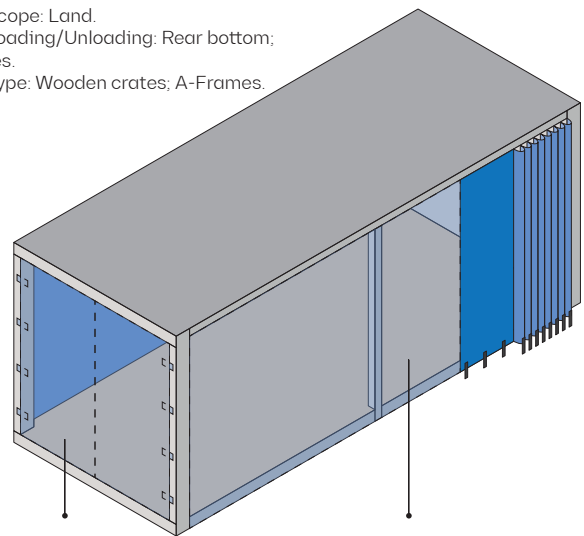 cope: Land.
oading/Unloading: Rear bottom;
es.
ype: Wooden crates; A-Frames.